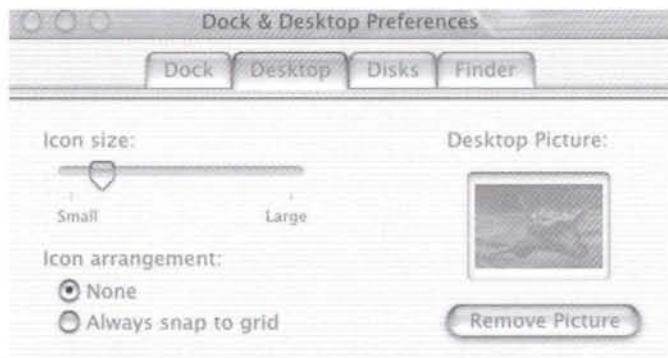 Dock & Desktop Preferences
Dock Desktop Disks Finder
Icon size:
Desktop Picture:
Small Large
Icon arrangement:
None
Always snap to grid
Remove Picture